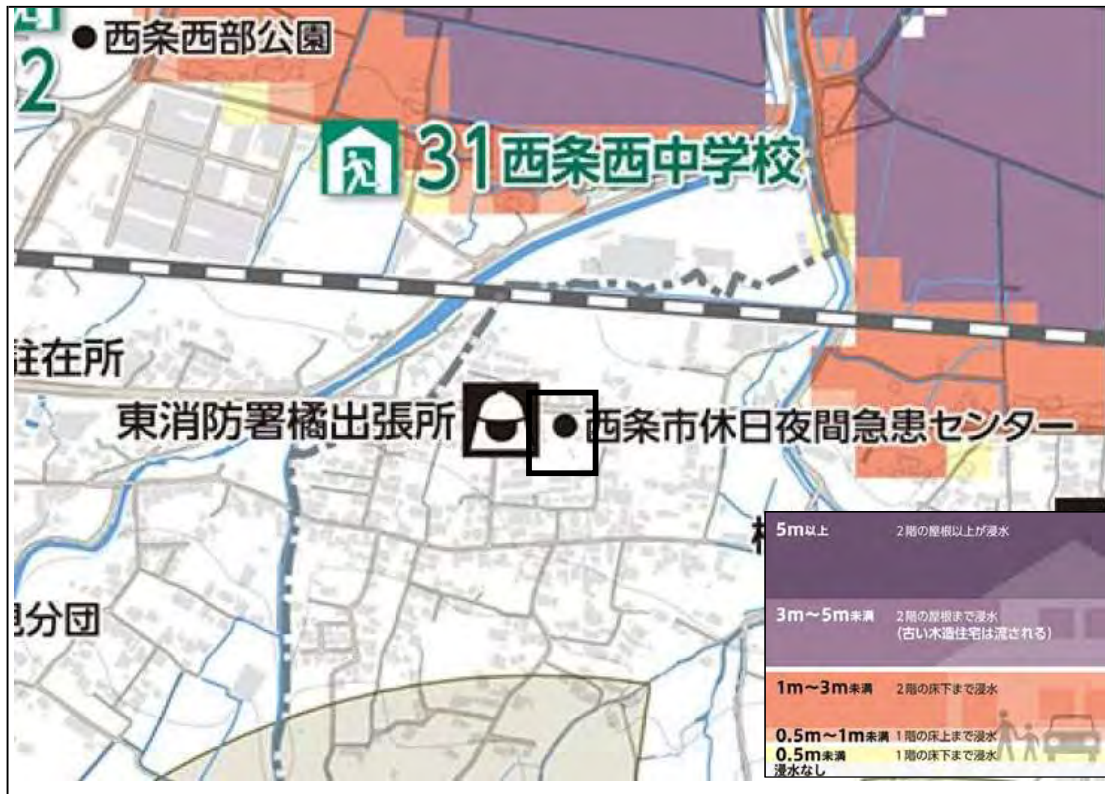 西条西部公園
2
31西条西中学校
駐在所
東消防署橘出張所
西条市休日夜間急患センター
5m以上 2階の屋根以上が浸水
3m～5m未満 2階の屋根まで浸水
(古い木造住宅は流される)
1m～3m未満 2階の床下まで浸水
0.5m～1m未満 1階の床上まで浸水
0.5m未満 1階の床下まで浸水
浸水なし
分団